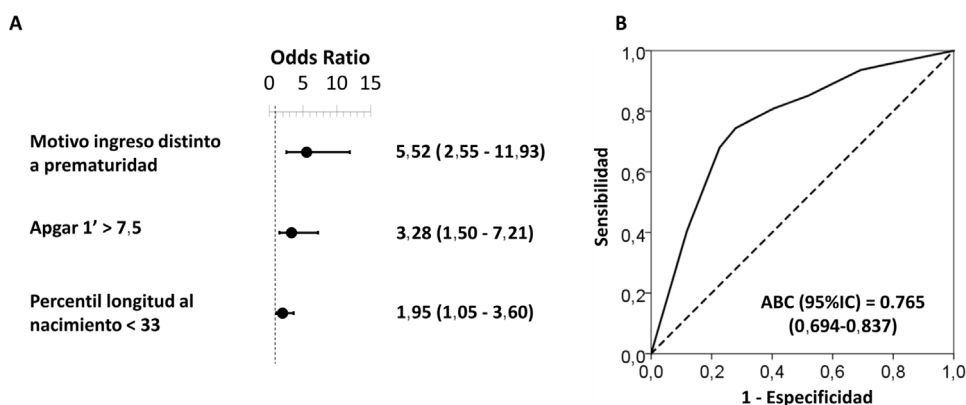 A
Odds Ratio
0 5 10 15
Motivo ingreso distinto
a prematuridad
5,52 (2,55 - 11,93)
Apgar 1' > 7,5
3,28 (1,50 - 7,21)
Percentil longitud al
nacimiento < 33
1,95 (1,05 - 3,60)
B
1,0
0,8
0,6
0,4
0,2
0,0
Sensibilidad
ABC (95%IC) = 0.765
(0,694-0,837)
0,0 0,2 0,4 0,6 0,8 1,0
1 - Especificidad